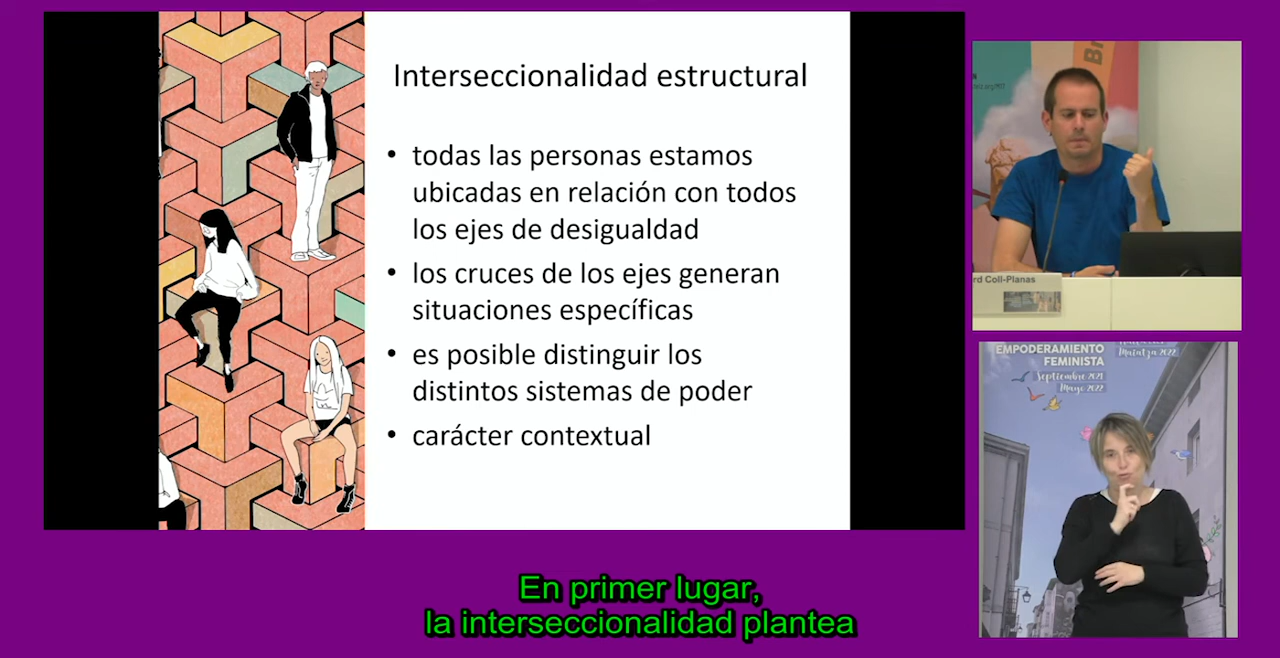 Interseccionalidad estructural
• todas las personas estamos
ubicadas en relación con todos
los ejes de desigualdad
• los cruces de los ejes generan
situaciones específicas
• es posible distinguir los
distintos sistemas de poder
• carácter contextual
rd Coll-Planas
EMPODERAMIENTO
FEMINISTA
Maiatza 2022
Septiembre 2021
Mayo 2022
En primer lugar,
la interseccionalidad plantea